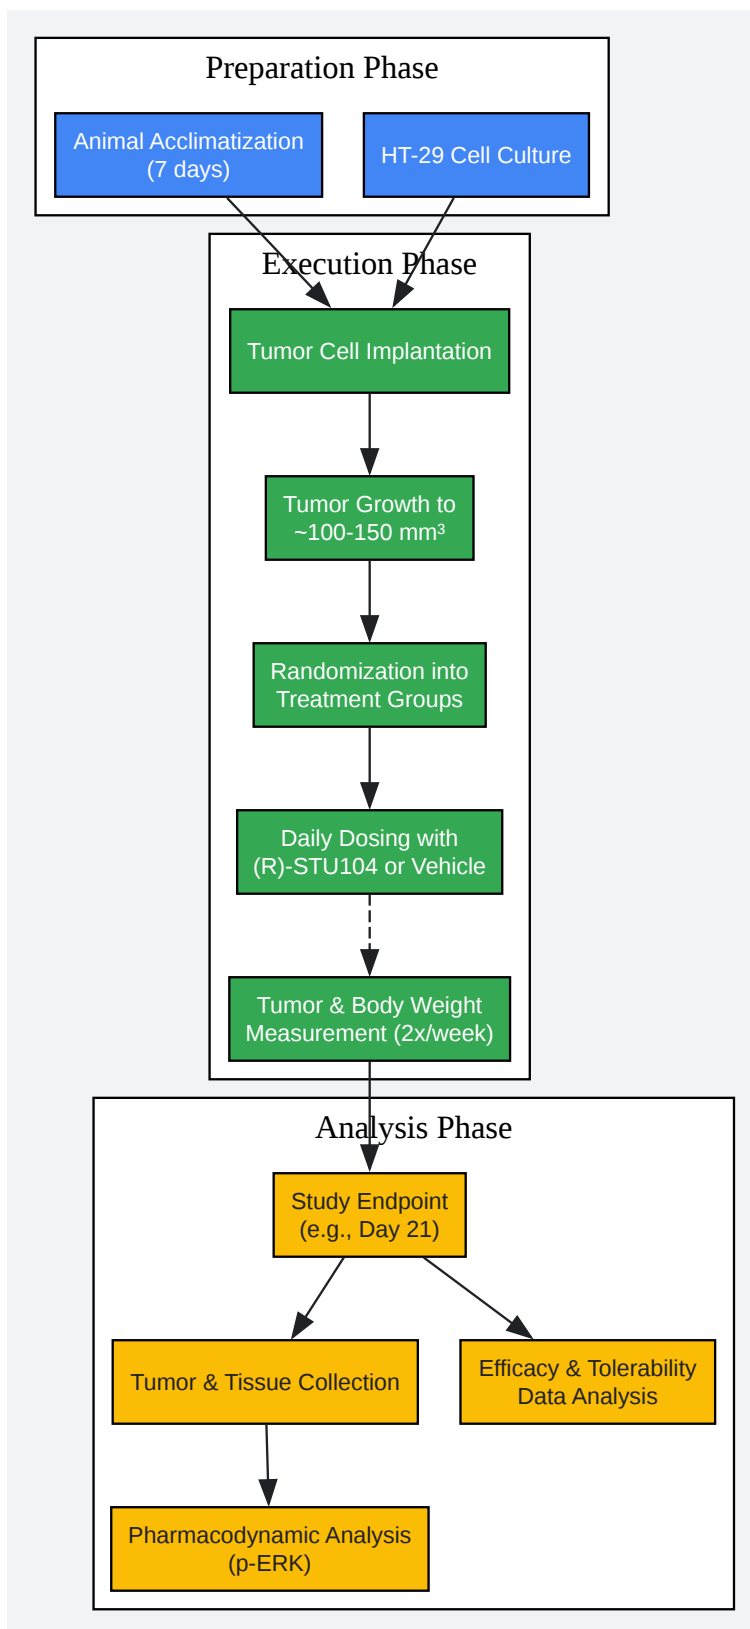 Preparation Phase
Animal Acclimatization
(7 days)
HT-29 Cell Culture
Execution Phase
Tumor Cell Implantation
Tumor Growth to
~100-150 mm³
Randomization into
Treatment Groups
Daily Dosing with
(R)-STU104 or Vehicle
Tumor & Body Weight
Measurement (2x/week)
Analysis Phase
Study Endpoint
(e.g., Day 21)
Tumor & Tissue Collection
Efficacy & Tolerability
Data Analysis
Pharmacodynamic Analysis
(p-ERK)